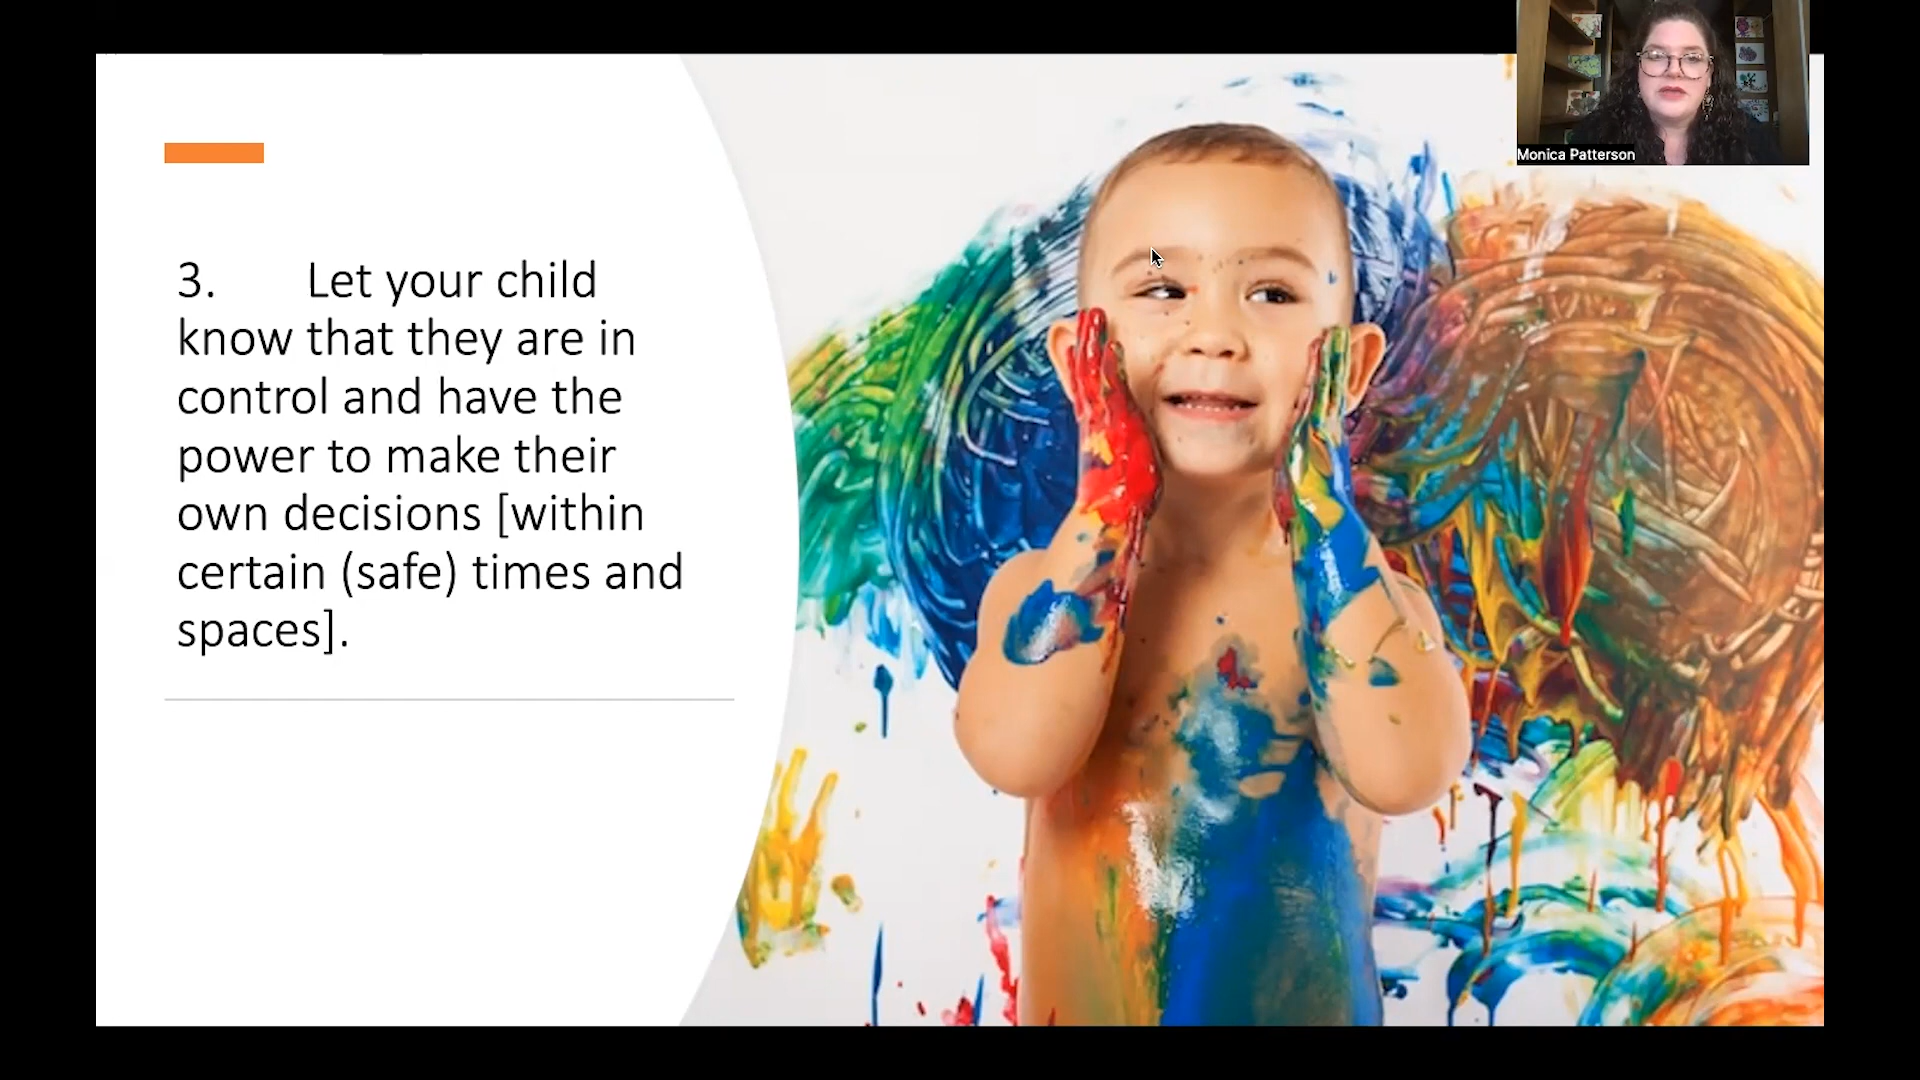 Monica Patterson
3. Let your child
know that they are in
control and have the
power to make their
own decisions [within
certain (safe) times and
spaces].